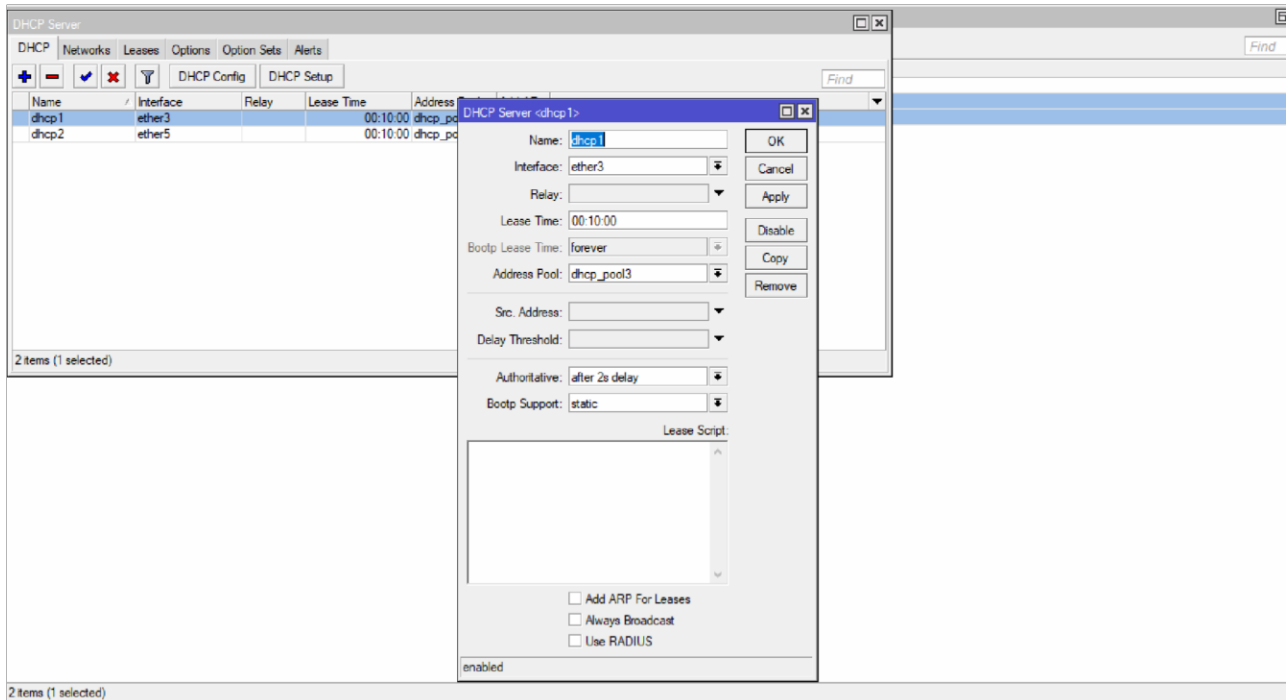 DHCP Server
DHCP Networks Leases Options Option Sets Alerts
DHCP Config DHCP Setup Find
Name Interface Relay Lease Time Address
dhcp1 ether3 00:10:00
dhcp2 ether5 00:10:00
2 items (1 selected)
DHCP Server <dhcp1>
Name: dhcp1
Interface: ether3
Relay:
Lease Time: 00:10:00
Bootp Lease Time: forever
Address Pool: dhcp_pool3
Src. Address:
Delay Threshold:
Authoritative: after 2s delay
Bootp Support: static
Lease Script:
Add ARP For Leases
Always Broadcast
Use RADIUS
enabled
OK
Cancel
Apply
Disable
Copy
Remove
Find
2 items (1 selected)